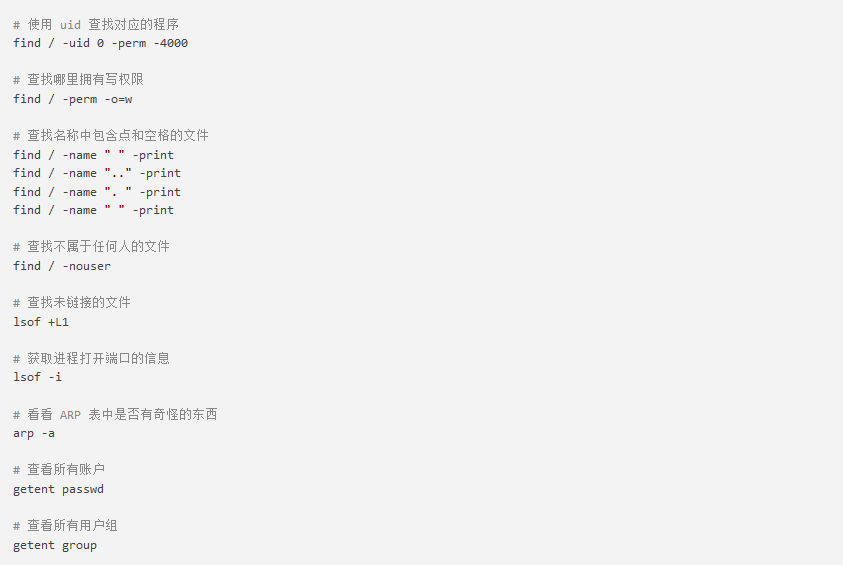 # 使用 uid 查找对应的程序
find / -uid 0 -perm -4000
# 查找哪里拥有写权限
find / -perm -o=w
# 查找名称中包含点和空格的文件
find / -name " " -print
find / -name ".." -print
find / -name ". " -print
find / -name " " -print
# 查找不属于任何人的文件
find / -nouser
# 查找未链接的文件
lsof +L1
# 获取进程打开端口的信息
lsof -i
# 看看 ARP 表中是否有奇怪的东西
arp -a
# 查看所有账户
getent passwd
# 查看所有用户组
getent group